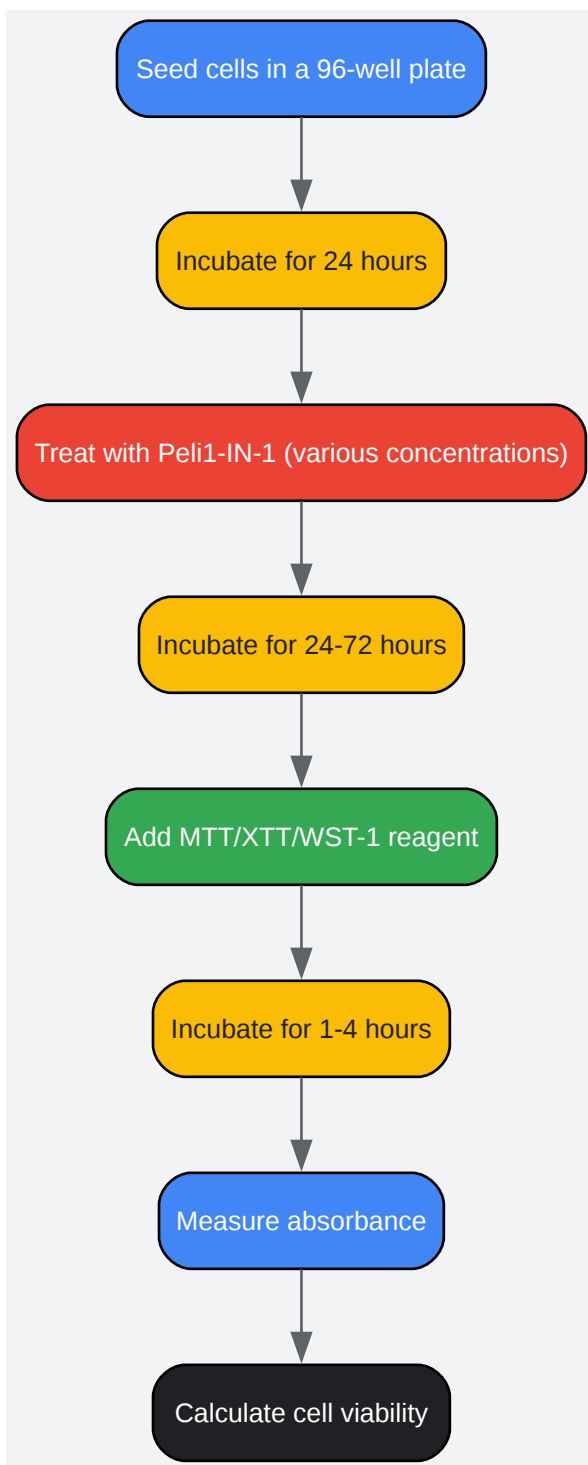 Seed cells in a 96-well plate
Incubate for 24 hours
Treat with Peli1-IN-1 (various concentrations)
Incubate for 24-72 hours
Add MTT/XTT/WST-1 reagent
Incubate for 1-4 hours
Measure absorbance
Calculate cell viability